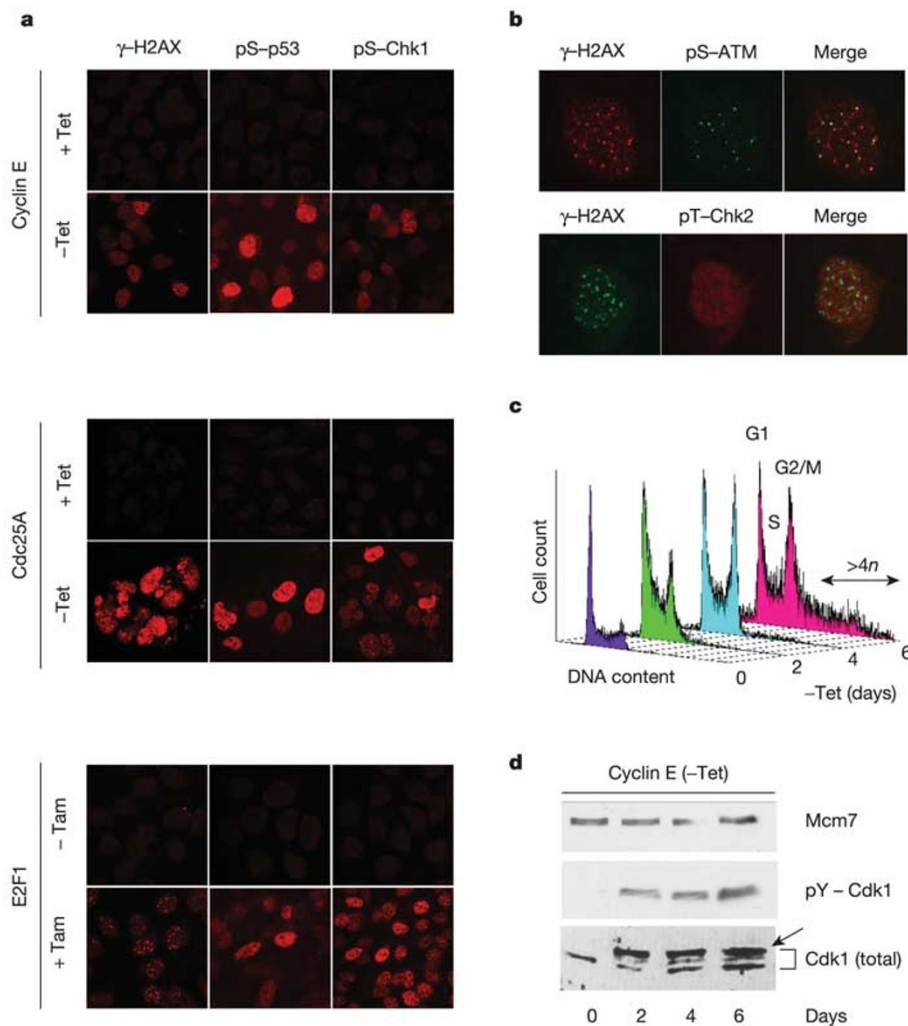 a
γ–H2AX pS–p53 pS–Chk1
Cyclin E
+ Tet
–Tet
Cdc25A
+ Tet
–Tet
E2F1
– Tam
+ Tam
b
γ–H2AX pS–ATM Merge
γ–H2AX pT–Chk2 Merge
c
G1
G2/M
S
>4n
Cell count
DNA content
0 2 4 6
–Tet (days)
d
Cyclin E (–Tet)
Mcm7
pY – Cdk1
Cdk1 (total)
0 2 4 6 Days